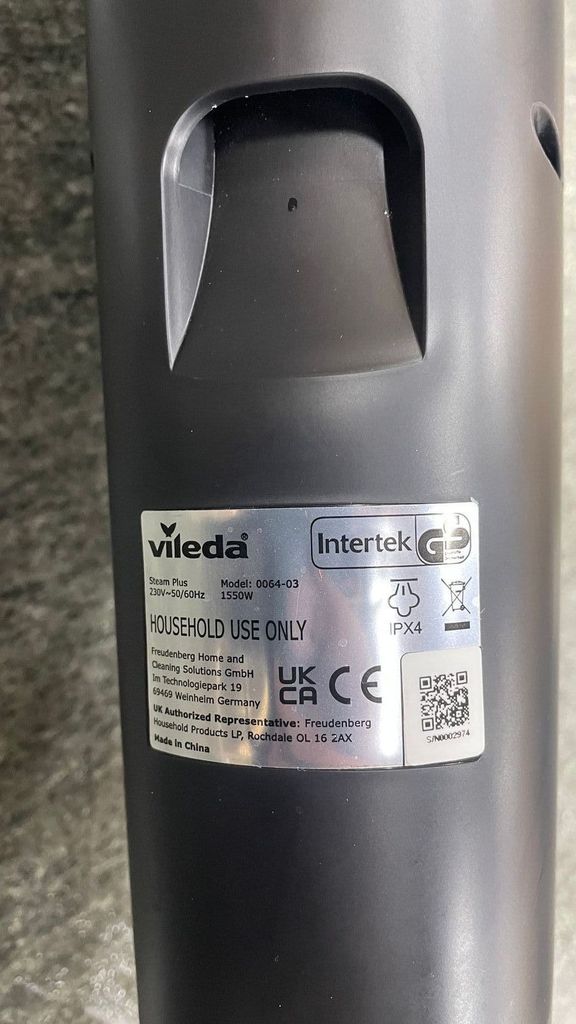 vileda®
Intertek
Steam Plus
Model: 0064-03
230V~50/60Hz
1550W
IPX4
HOUSEHOLD USE ONLY
Freudenberg Home and
Cleaning Solutions GmbH
Im Technologiepark 19
69469 Weinheim Germany
UK
CA
CE
UK Authorized Representative: Freudenberg
Household Products LP, Rochdale OL 16 2AX
Made in China
S/N0002974